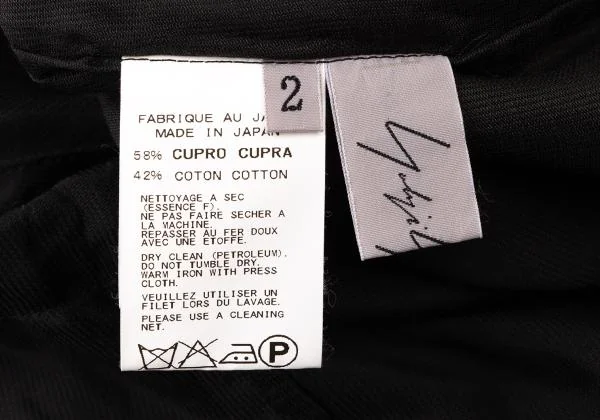 2
FABRIQUE AU JA
MADE IN JAPAN
58% CUPRO CUPRA
42% COTON COTTON
NETTOYAGE A SEC
(ESSENCE F).
NE PAS FAIRE SECHER A
LA MACHINE.
REPASSER AU FER DOUX
AVEC UNE ETOFFE.
DRY CLEAN (PETROLEUM).
DO NOT TUMBLE DRY.
WARM IRON WITH PRESS
CLOTH.
VEUILLEZ UTILISER UN
FILET LORS DU LAVAGE.
PLEASE USE A CLEANING
NET.
P